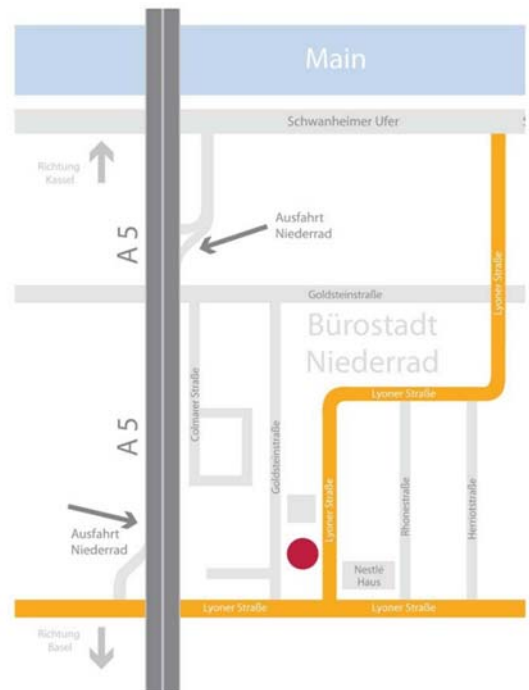 Main
Schwanheimer Ufer
S
Richtung
Kassel
Ausfahrt
Niederrad
A 5
Goldsteinstraße
Lyoner Straße
Bürostadt
Niederrad
Colmarer Straße
Goldsteinstraße
Lyoner Straße
A 5
Lyoner Straße
Rhonestraße
Herriotstraße
Ausfahrt
Niederrad
Nestlé
Haus
Lyoner Straße
Lyoner Straße
Richtung
Basel